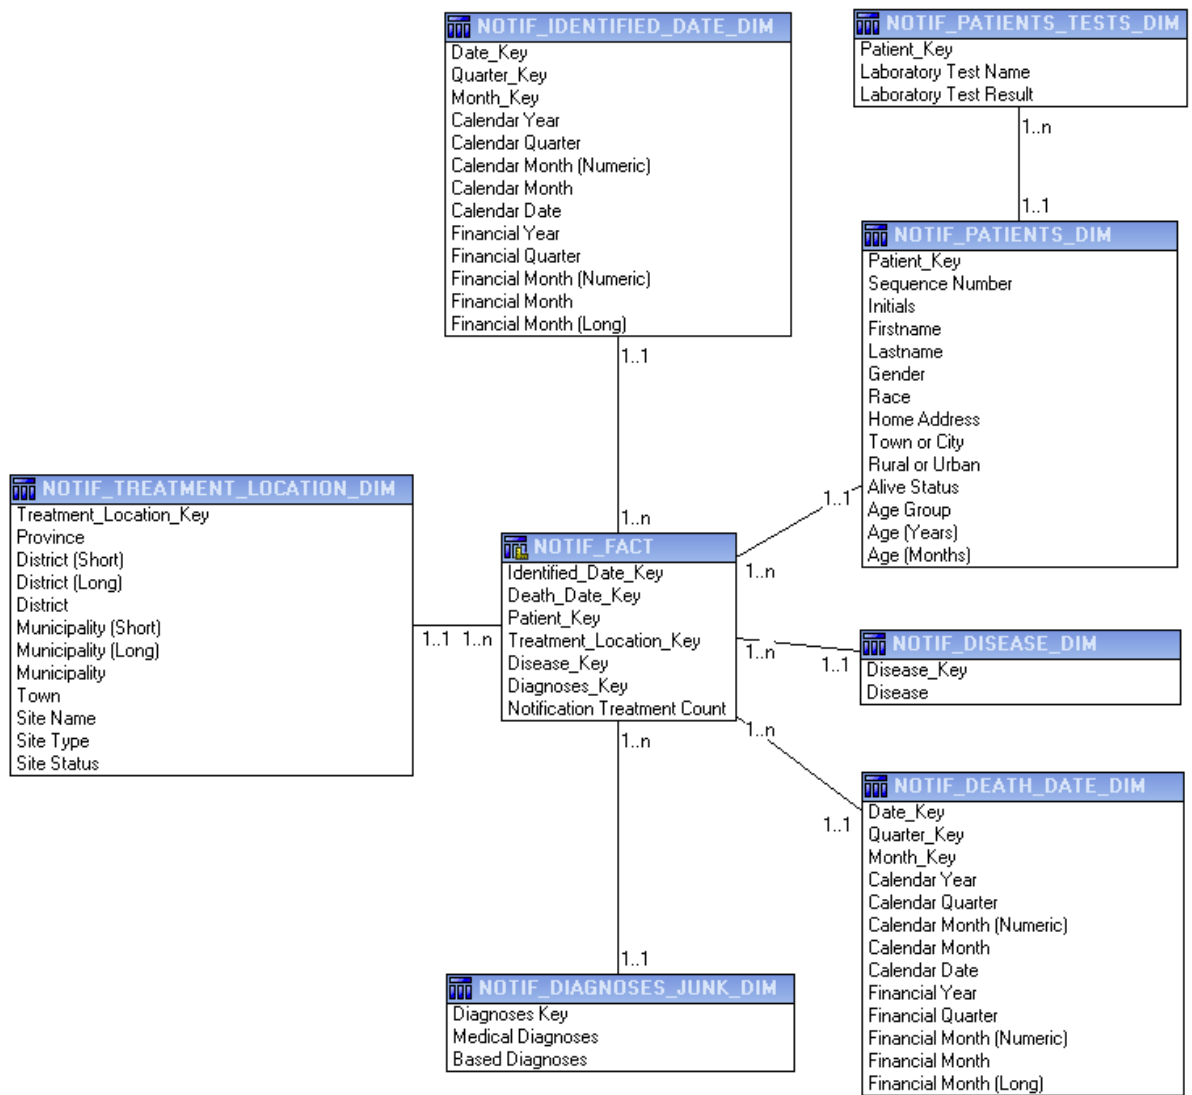 NOTIF_IDENTIFIED_DATE_DIM
Date_Key
Quarter_Key
Month_Key
Calendar Year
Calendar Quarter
Calendar Month (Numeric)
Calendar Month
Calendar Date
Financial Year
Financial Quarter
Financial Month (Numeric)
Financial Month
Financial Month (Long)
1..1
1..n
NOTIF_PATIENTS_TESTS_DIM
Patient_Key
Laboratory Test Name
Laboratory Test Result
1..n
1..1
NOTIF_PATIENTS_DIM
Patient_Key
Sequence Number
Initials
Firstname
Lastname
Gender
Race
Home Address
Town or City
Rural or Urban
Alive Status
Age Group
Age (Years)
Age (Months)
1..1
1..n
NOTIF_TREATMENT_LOCATION_DIM
Treatment_Location_Key
Province
District (Short)
District (Long)
District
Municipality (Short)
Municipality (Long)
Municipality
Town
Site Name
Site Type
Site Status
1..1 1..n
NOTIF_FACT
Identified_Date_Key
Death_Date_Key
Patient_Key
Treatment_Location_Key
Disease_Key
Diagnoses_Key
Notification Treatment Count
1..n
1..1
NOTIF_DISEASE_DIM
Disease_Key
Disease
1..n
1..1
NOTIF_DEATH_DATE_DIM
Date_Key
Quarter_Key
Month_Key
Calendar Year
Calendar Quarter
Calendar Month (Numeric)
Calendar Month
Calendar Date
Financial Year
Financial Quarter
Financial Month (Numeric)
Financial Month
Financial Month (Long)
1..n
1..1
NOTIF_DIAGNOSES_JUNK_DIM
Diagnoses Key
Medical Diagnoses
Based Diagnoses